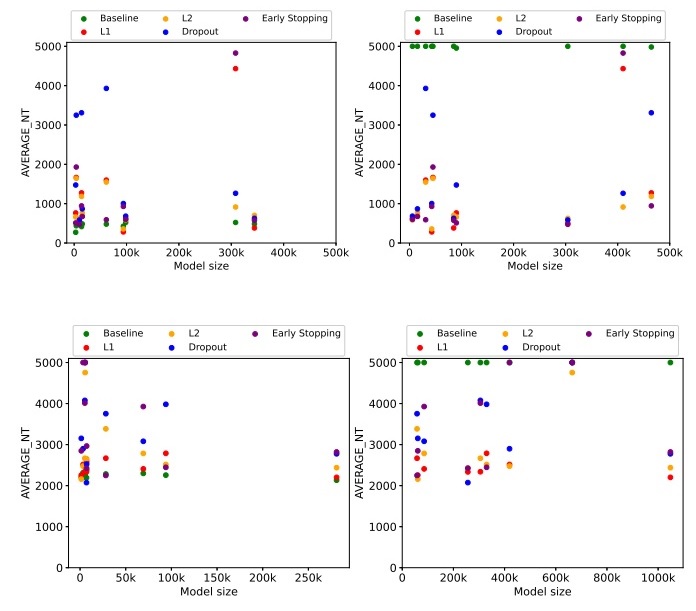 Baseline L2 Early Stopping
L1 Dropout
AVERAGE_NT
5000
4000
3000
2000
1000
0
0k 100k 200k 300k 400k 500k
Model size
Baseline L2 Early Stopping
L1 Dropout
AVERAGE_NT
5000
4000
3000
2000
1000
0
0k 100k 200k 300k 400k 500k
Model size
Baseline L2 Early Stopping
L1 Dropout
AVERAGE_NT
5000
4000
3000
2000
1000
0
0 50k 100k 150k 200k 250k
Model size
Baseline L2 Early Stopping
L1 Dropout
AVERAGE_NT
5000
4000
3000
2000
1000
0
0 200k 400k 600k 800k 1000k
Model size